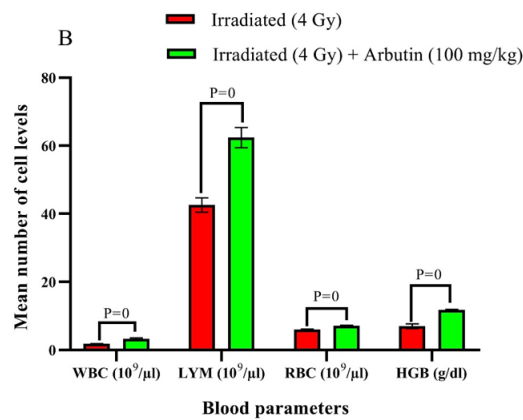 B
Irradiated (4 Gy)
Irradiated (4 Gy) + Arbutin (100 mg/kg)
Mean number of cell levels
80
60
40
20
0
P=0
P=0
P=0
P=0
WBC (10⁹/µl)
LYM (10⁹/µl)
RBC (10⁹/µl)
HGB (g/dl)
Blood parameters